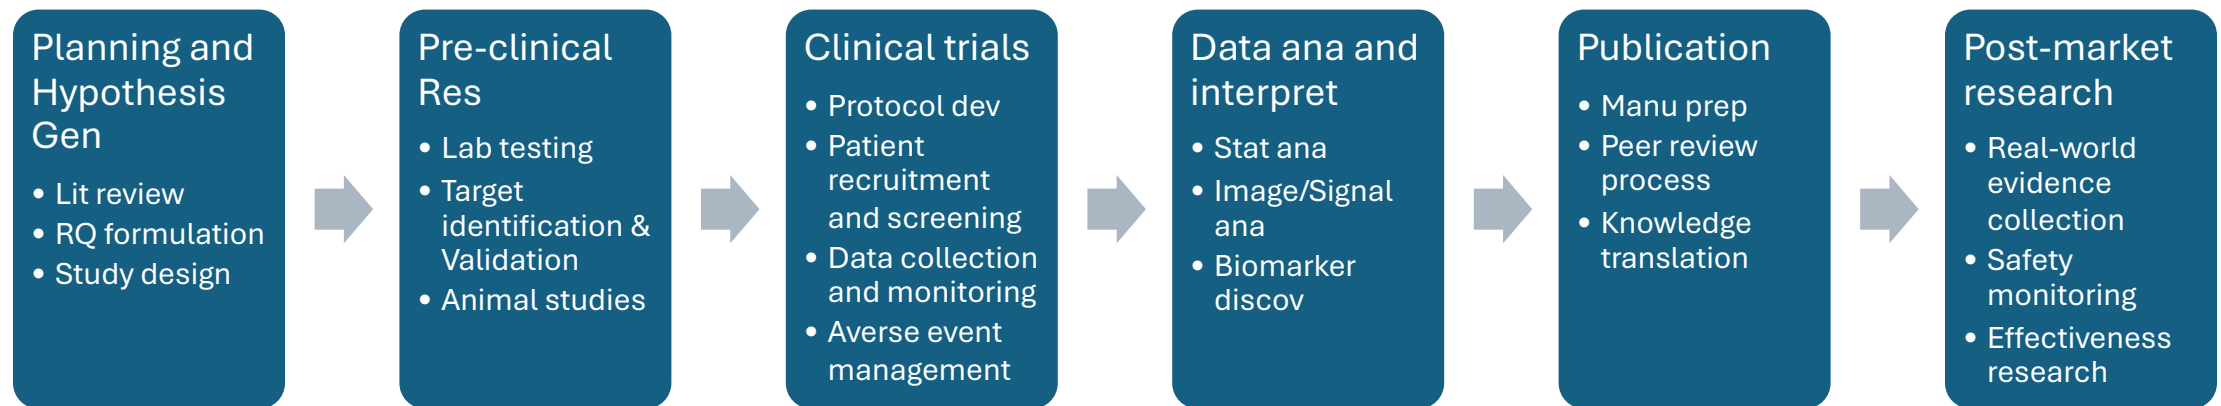 Planning and
Hypothesis
Gen
• Lit review
• RQ formulation
• Study design
Pre-clinical
Res
• Lab testing
• Target
identification &
Validation
• Animal studies
Clinical trials
• Protocol dev
• Patient
recruitment
and screening
• Data collection
and monitoring
• Averse event
management
Data ana and
interpret
• Stat ana
• Image/Signal
ana
• Biomarker
discov
Publication
• Manu prep
• Peer review
process
• Knowledge
translation
Post-market
research
• Real-world
evidence
collection
• Safety
monitoring
• Effectiveness
research